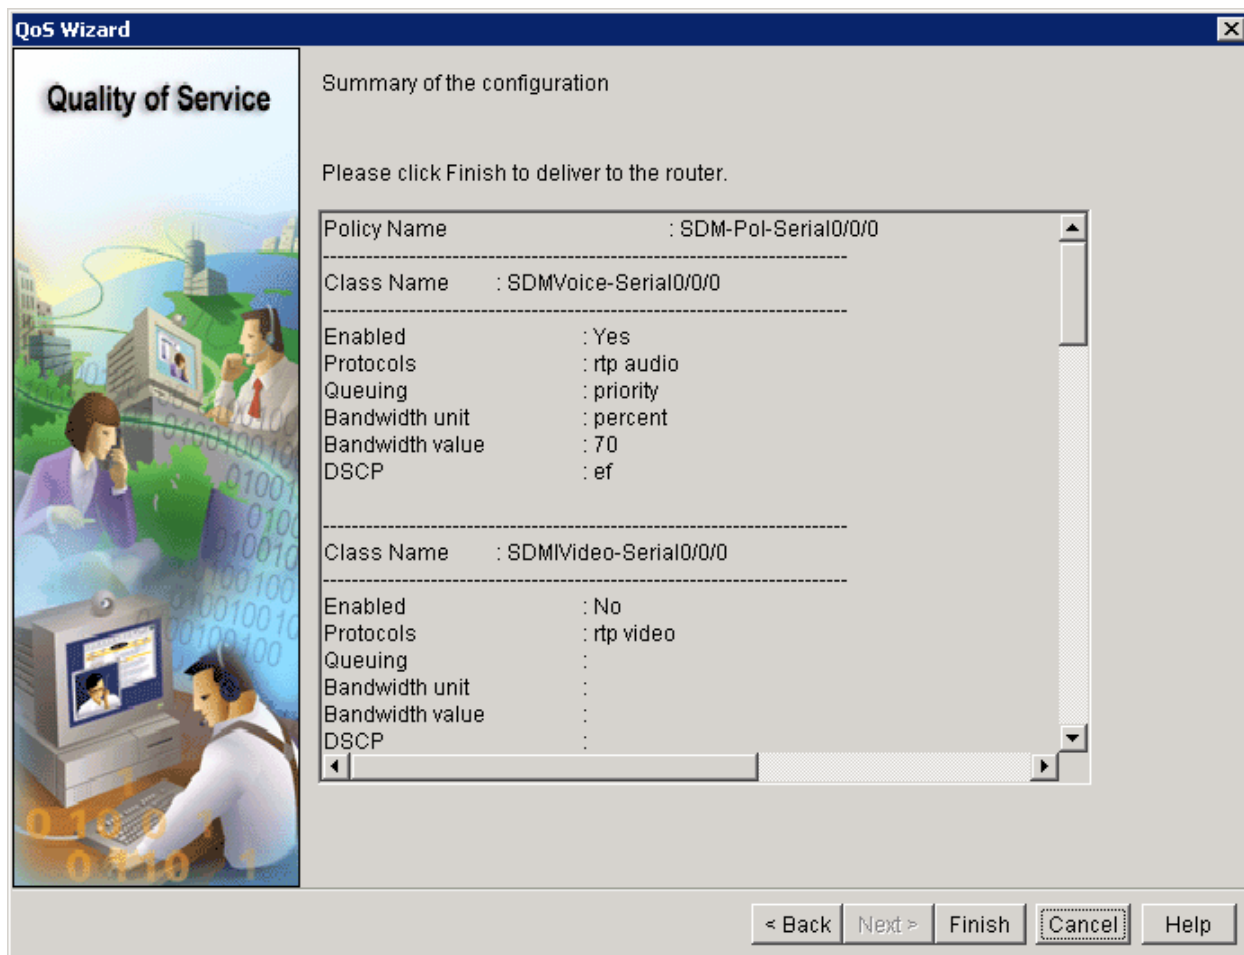 QoS Wizard
Quality of Service
Summary of the configuration
Please click Finish to deliver to the router.
Policy Name : SDM-Pol-Serial0/0/0
--------------------------------------------------------------------------
Class Name : SDMVoice-Serial0/0/0
--------------------------------------------------------------------------
Enabled : Yes
Protocols : rtp audio
Queuing : priority
Bandwidth unit : percent
Bandwidth value : 70
DSCP : ef
--------------------------------------------------------------------------
Class Name : SDMIVideo-Serial0/0/0
--------------------------------------------------------------------------
Enabled : No
Protocols : rtp video
Queuing :
Bandwidth unit :
Bandwidth value :
DSCP :
< Back Next > Finish Cancel Help